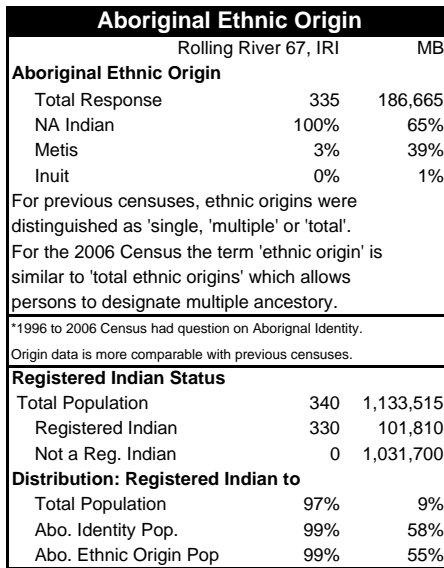 Aboriginal Ethnic Origin
Rolling River 67, IRI MB
Aboriginal Ethnic Origin
Total Response 335 186,665
NA Indian 100% 65%
Metis 3% 39%
Inuit 0% 1%
For previous censuses, ethnic origins were
distinguished as 'single, 'multiple' or 'total'.
For the 2006 Census the term 'ethnic origin' is
similar to 'total ethnic origins' which allows
persons to designate multiple ancestory.
*1996 to 2006 Census had question on Aborignal Identity.
Origin data is more comparable with previous censuses.
Registered Indian Status
Total Population 340 1,133,515
Registered Indian 330 101,810
Not a Reg. Indian 0 1,031,700
Distribution: Registered Indian to
Total Population 97% 9%
Abo. Identity Pop. 99% 58%
Abo. Ethnic Origin Pop 99% 55%